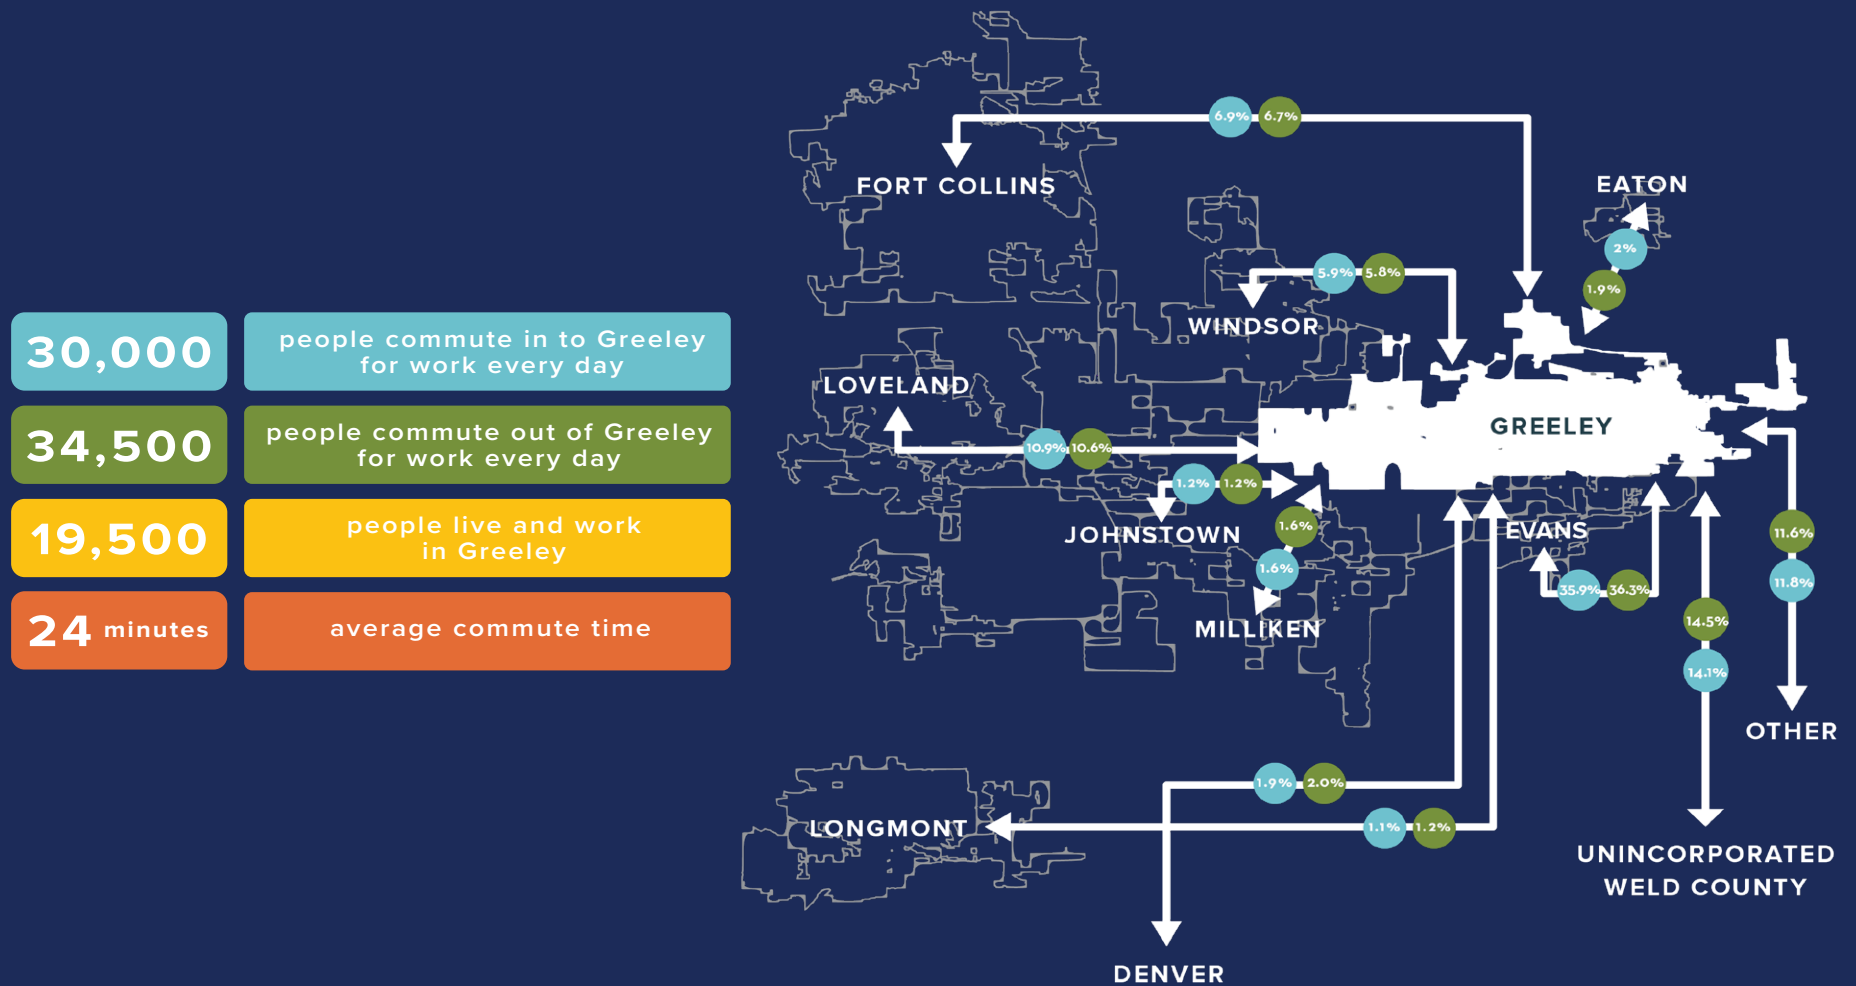 30,000
people commute in to Greeley
for work every day
34,500
people commute out of Greeley
for work every day
19,500
people live and work
in Greeley
24 minutes
average commute time
6.9% 6.7%
FORT COLLINS
EATON
2%
1.9%
5.9% 5.8%
WINDSOR
LOVELAND
10.9% 10.6%
GREELEY
1.2% 1.2%
JOHNSTOWN
1.6%
1.6%
MILLIKEN
EVANS
35.9% 36.3%
11.6%
11.8%
OTHER
14.5%
14.1%
UNINCORPORATED
WELD COUNTY
1.9% 2.0%
DENVER
LONGMONT
1.1% 1.2%